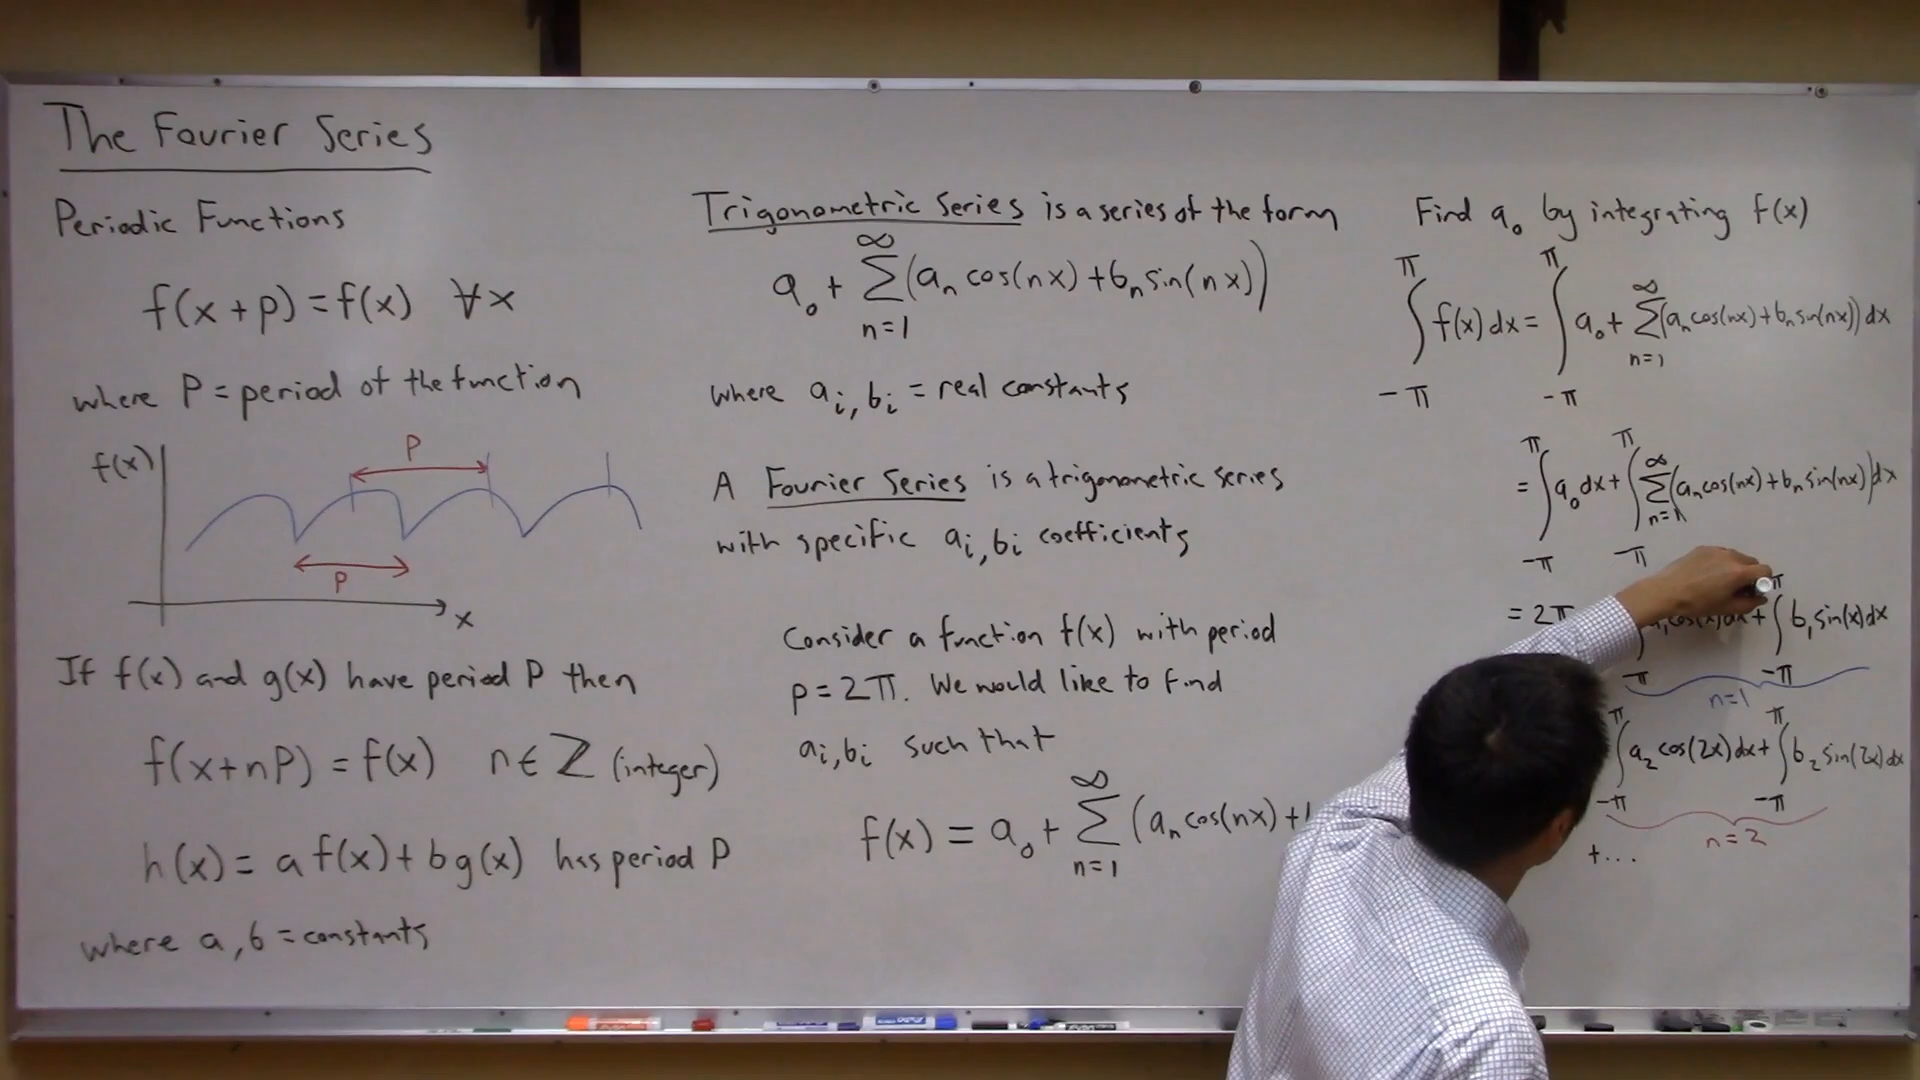 The Fourier Series
Periodic Functions
f(x+p) = f(x) ∀x
where P = period of the function
f(x)
P
P
x
If f(x) and g(x) have period P then
f(x+nP) = f(x) n∈ℤ (integer)
h(x) = a f(x) + b g(x) has period P
where a, b = constants
Trigonometric Series is a series of the form
a₀ + ∑_{n=1}^{∞} (aₙ cos(nx) + bₙ sin(nx))
where aᵢ, bᵢ = real constants
A Fourier Series is a trigonometric series
with specific aᵢ, bᵢ coefficients
Consider a function f(x) with period
p = 2π. We would like to find
aᵢ, bᵢ such that
f(x) = a₀ + ∑_{n=1}^{∞} (aₙ cos(nx) +
Find a₀ by integrating f(x)
∫_{-π}^{π} f(x) dx = ∫_{-π}^{π} a₀ + ∑_{n=1}^{∞} (aₙ cos(nx) + bₙ sin(nx)) dx
= ∫_{-π}^{π} a₀ dx + ∫_{-π}^{π} ∑_{n=1}^{∞} (aₙ cos(nx) + bₙ sin(nx)) dx
= 2π a₁ cos(x) dx + ∫_{-π}^{π} b₁ sin(x) dx
n=1
∫_{-π}^{π} a₂ cos(2x) dx + ∫_{-π}^{π} b₂ sin(2x) dx
n=2
+...